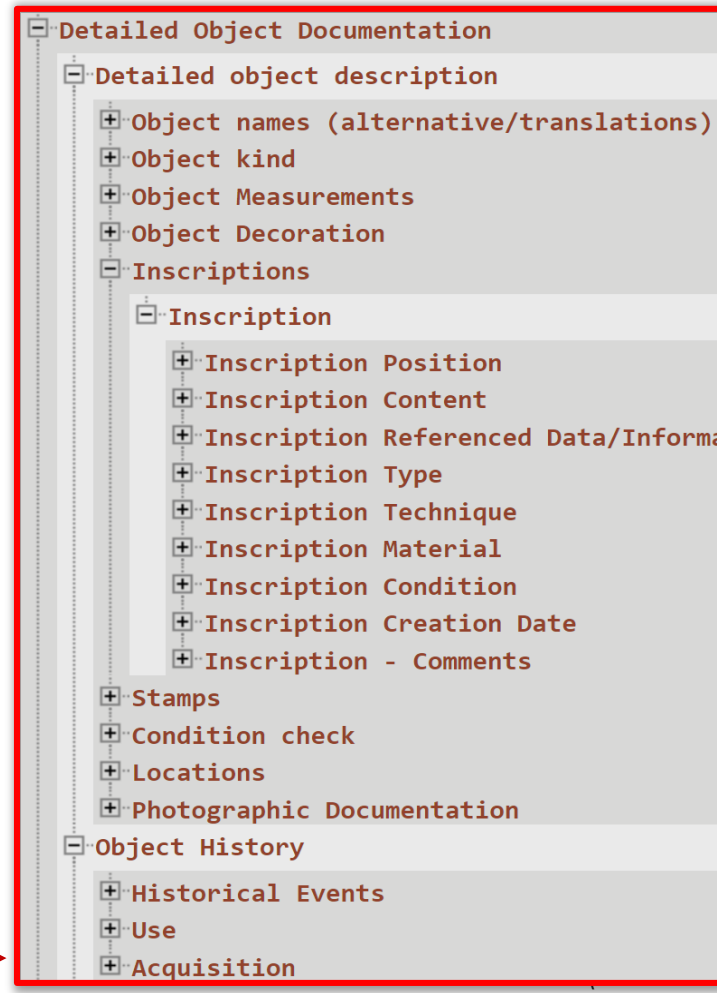 Detailed Object Documentation
Detailed object description
Object names (alternative/translations)
Object kind
Object Measurements
Object Decoration
Inscriptions
Inscription
Inscription Position
Inscription Content
Inscription Referenced
Inscription Type
Inscription Technique
Inscription Material
Inscription Condition
Inscription Creation Date
Inscription - Comments
Stamps
Condition check
Locations
Photographic Documentation
Object History
Historical Events
Use
Acquisition